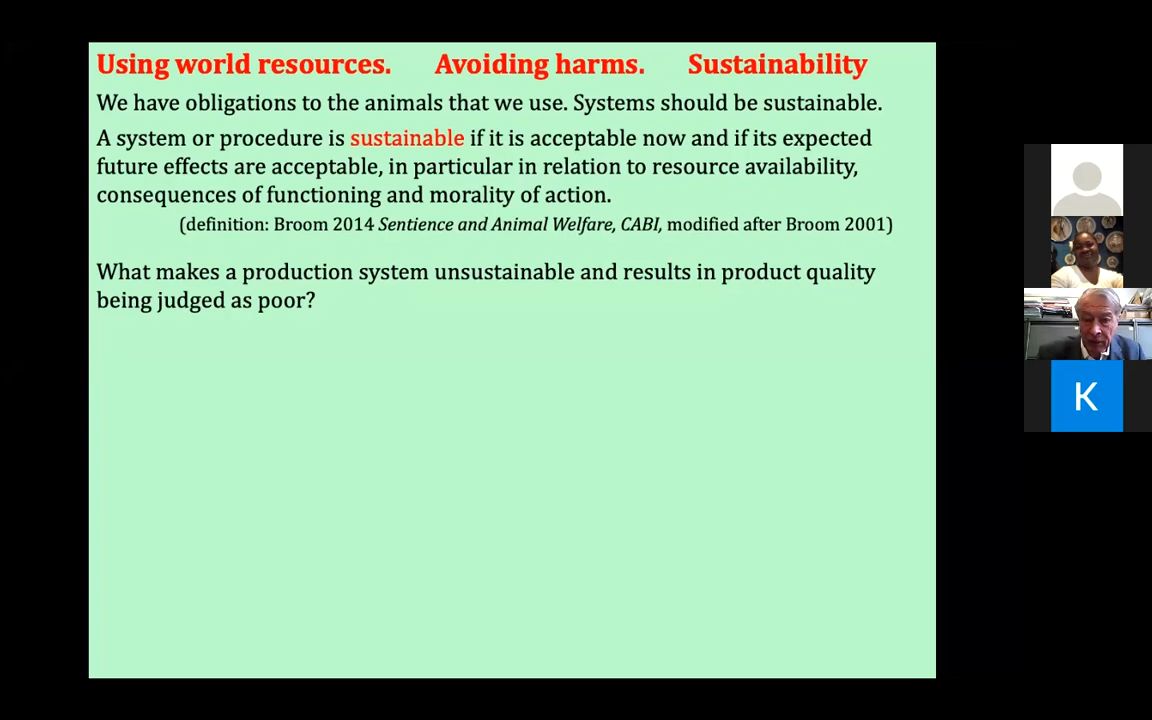 Using world resources. Avoiding harms. Sustainability
We have obligations to the animals that we use. Systems should be sustainable.
A system or procedure is sustainable if it is acceptable now and if its expected
future effects are acceptable, in particular in relation to resource availability,
consequences of functioning and morality of action.
(definition: Broom 2014 Sentience and Animal Welfare, CABI, modified after Broom 2001)
What makes a production system unsustainable and results in product quality
being judged as poor?
K